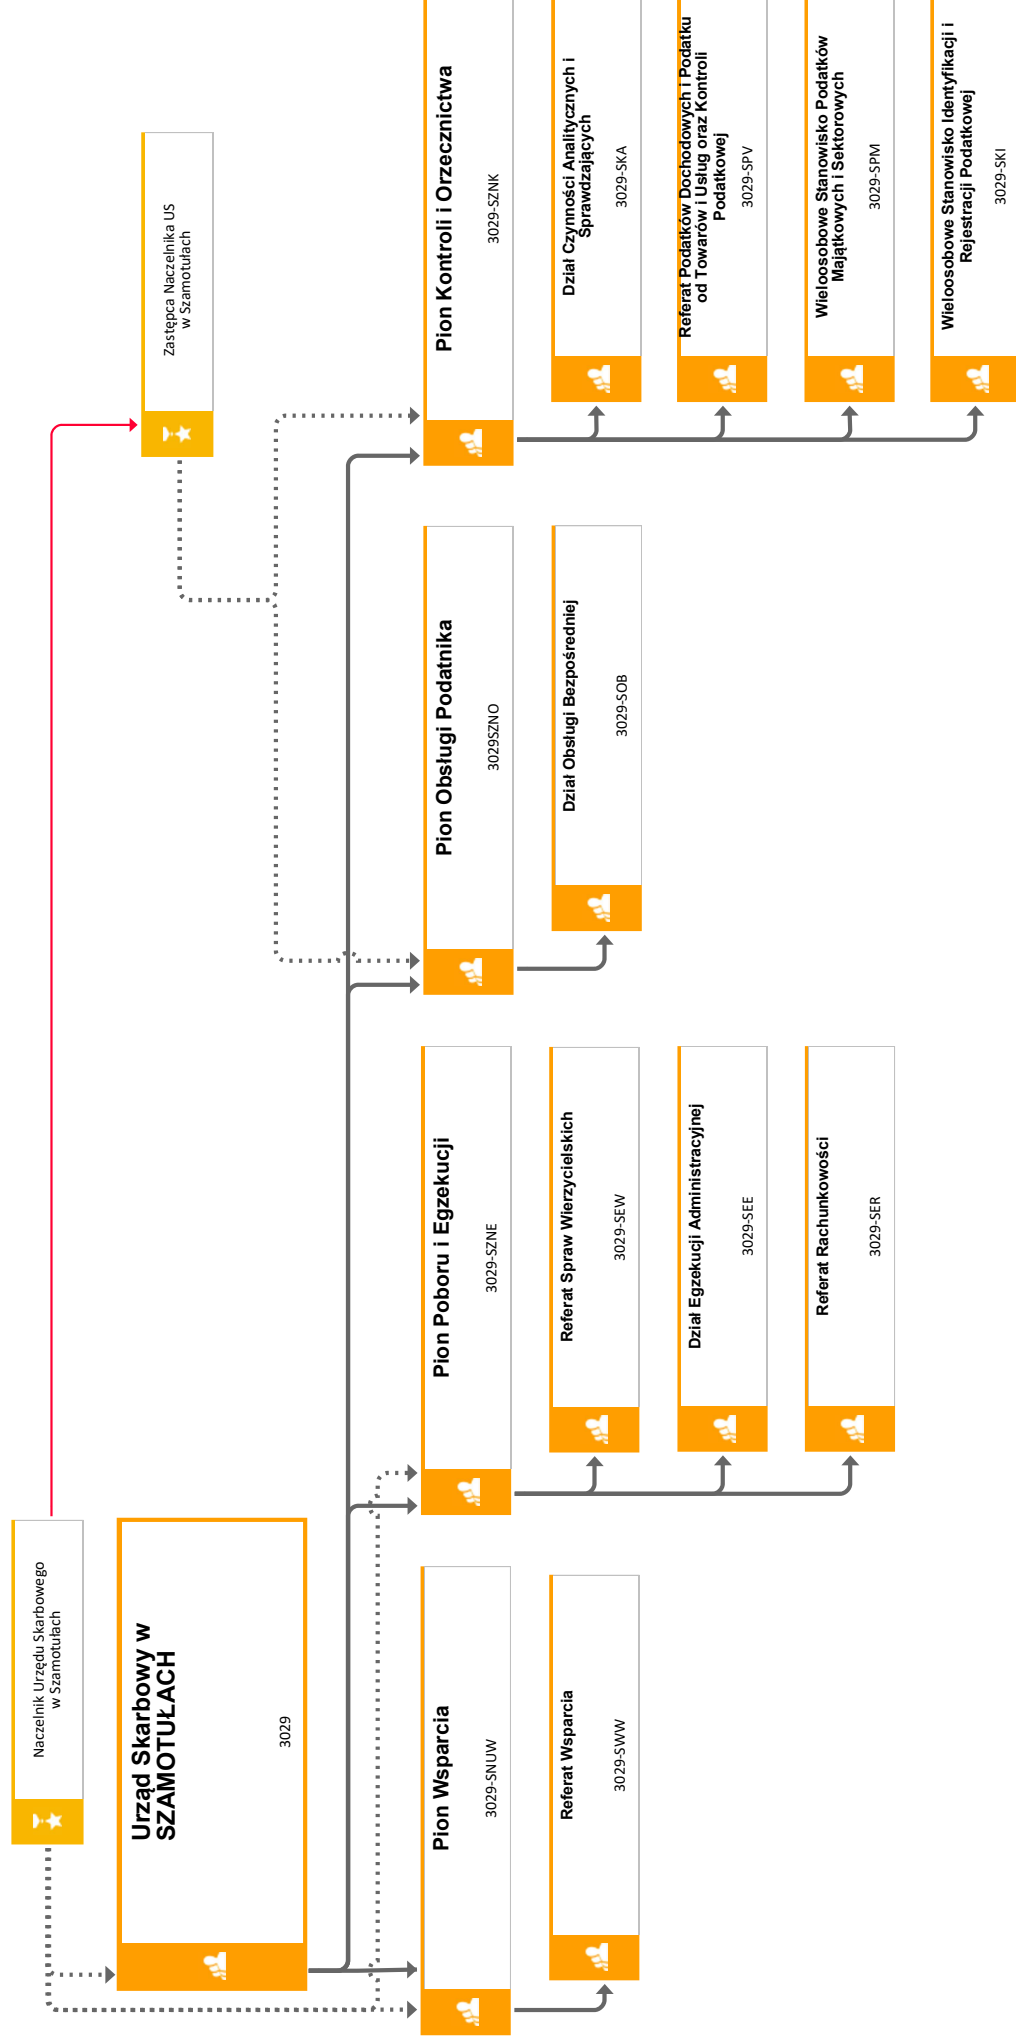 Naczelnik Urzędu Skarbowego
w Szamotułach
Zastępca Naczelnika US
w Szamotułach
Urząd Skarbowy w
SZAMOTUŁACH
3029
Pion Wsparcia
3029-SNUW
Referat Wsparcia
3029-SWW
Pion Poboru i Egzekucji
3029-SZNE
Referat Spraw Wierzycielskich
3029-SEW
Dział Egzekucji Administracyjnej
3029-SEE
Referat Rachunkowości
3029-SER
Pion Obsługi Podatnika
3029SZNO
Dział Obsługi Bezpośredniej
3029-SOB
Pion Kontroli i Orzecznictwa
3029-SZNK
Dział Czynności Analitycznych i
Sprawdzających
3029-SKA
Referat Podatków Dochodowych i Podatku
od Towarów i Usług oraz Kontroli
Podatkowej
3029-SPV
Wieloosobowe Stanowisko Podatków
Majątkowych i Sektorowych
3029-SPM
Wieloosobowe Stanowisko Identyfikacji i
Rejestracji Podatkowej
3029-SKI